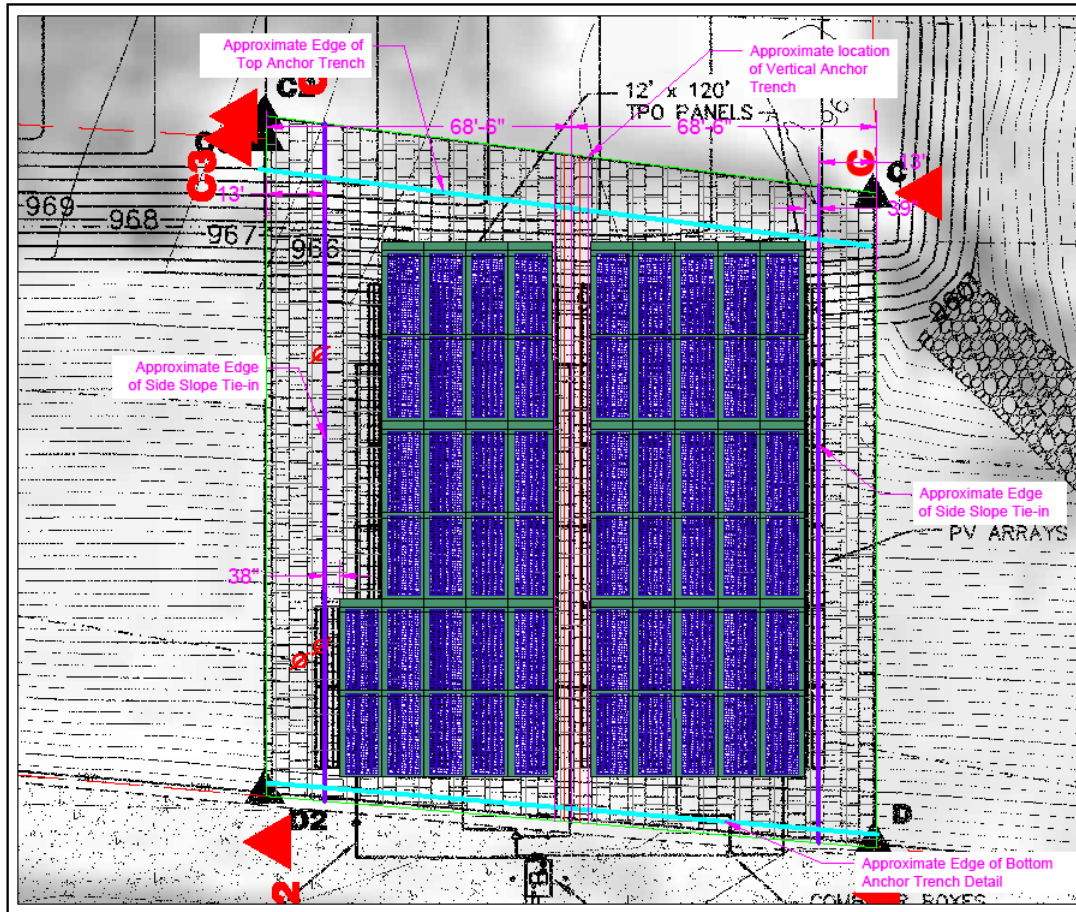 Approximate Edge of
Top Anchor Trench
Approximate location
of Vertical Anchor
Trench
12' x 120'
TPO PANELS
68'-6"
68'-6"
C
C3
C
C
13'
13'
39"
969
968
967
966
Approximate Edge
of Side Slope Tie-in
Approximate Edge
of Side Slope Tie-in
PV ARRAYS
38"
D2
D
2
Approximate Edge of Bottom
Anchor Trench Detail